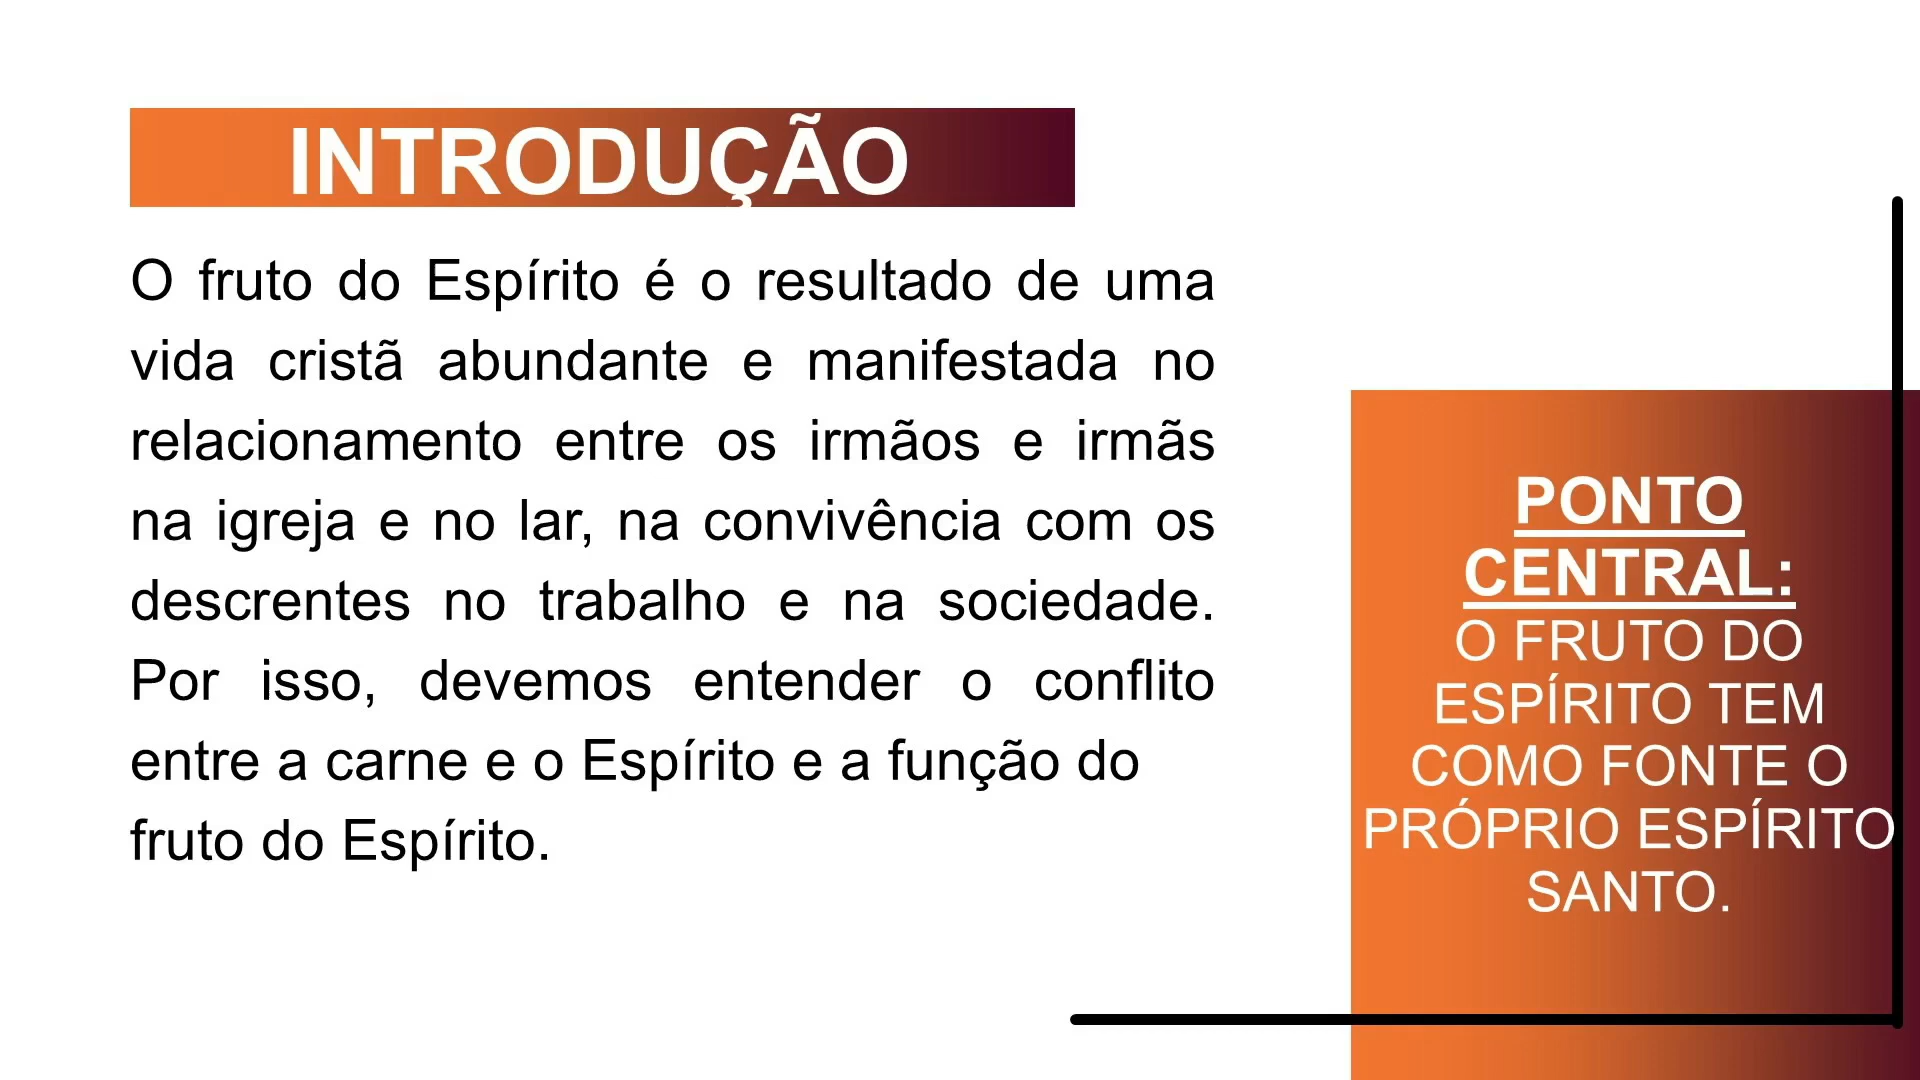 INTRODUÇÃO
O fruto do Espírito é o resultado de uma
vida cristã abundante e manifestada no
relacionamento entre os irmãos e irmãs
na igreja e no lar, na convivência com os
descrentes no trabalho e na sociedade.
Por isso, devemos entender o conflito
entre a carne e o Espírito e a função do
fruto do Espírito.
PONTO
CENTRAL:
O FRUTO DO
ESPÍRITO TEM
COMO FONTE O
PRÓPRIO ESPÍRITO
SANTO.